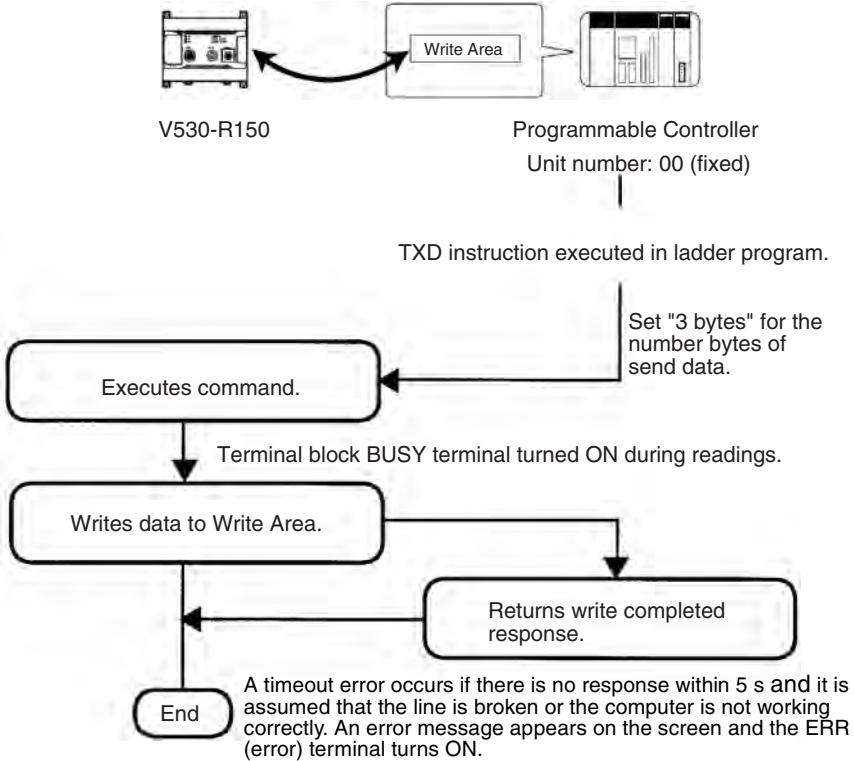 Write Area
V530-R150
Programmable Controller
Unit number: 00 (fixed)
TXD instruction executed in ladder program.
Set "3 bytes" for the
number bytes of
send data.
Executes command.
Terminal block BUSY terminal turned ON during readings.
Writes data to Write Area.
Returns write completed
response.
End
A timeout error occurs if there is no response within 5 s and it is
assumed that the line is broken or the computer is not working
correctly. An error message appears on the screen and the ERR
(error) terminal turns ON.